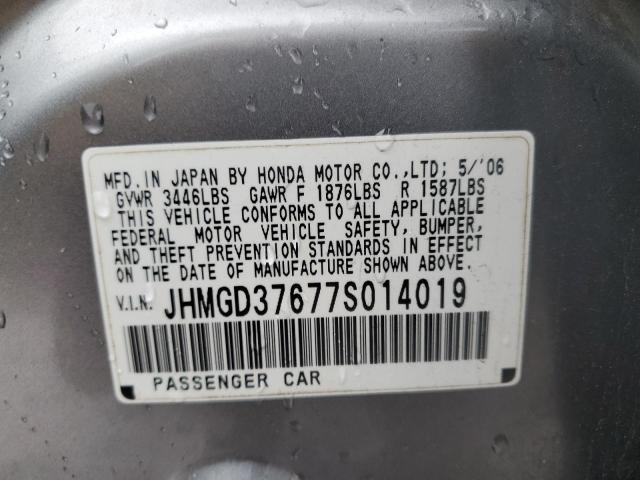 MFD. IN JAPAN BY HONDA MOTOR CO.,LTD; 5/'06
GVWR 3446LBS GAWR F 1876LBS R 1587LBS
THIS VEHICLE CONFORMS TO ALL APPLICABLE
FEDERAL MOTOR VEHICLE SAFETY, BUMPER,
AND THEFT PREVENTION STANDARDS IN EFFECT
ON THE DATE OF MANUFACTURE SHOWN ABOVE.
V.I.N. JHMGD37677S014019
PASSENGER CAR